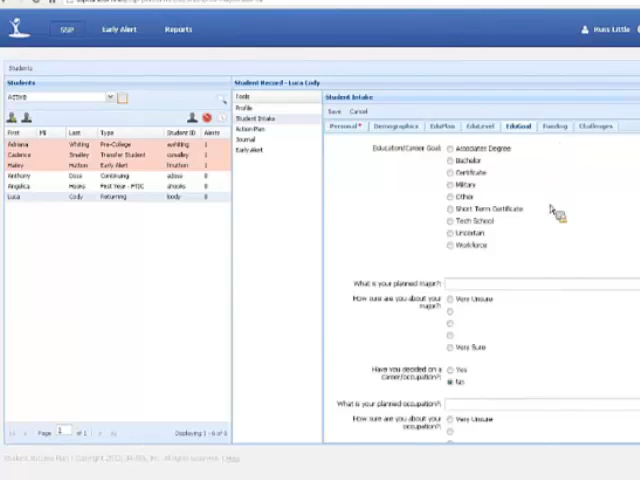 SSP Early Alert Reports Russ Little
Students
Students
Student Record - Luca Cody
Active
Tools
Profile
Student Intake
Action Plan
Journal
Early Alert
First MI Last Type Student ID Alerts
Adriana Whiting Pre-College awhiting 1
Cadence Smalley Transfer Student csmalley 1
Hailey Hutton Early Alert hhutton 1
Anthony Doss Continuing adoss 0
Angelica Hooks First Year - PTSC ahooks 0
Luca Cody Returning lcody 0
Page 1 of 1 Displaying 1 - 6 of 6
Student Intake
Save Cancel
Personal * Demographics EduPlan EduLevel EduGoal Funding Challenges
Education/Career Goal:
Associates Degree
Bachelor
Certificate
Military
Other
Short Term Certificate
Tech School
Uncertain
Workforce
What is your planned major?:
How sure are you about your major?:
Very Unsure
Very Sure
Have you decided on a career/occupation?:
Yes
No
What is your planned occupation?:
How sure are you about your occupation?:
Very Unsure